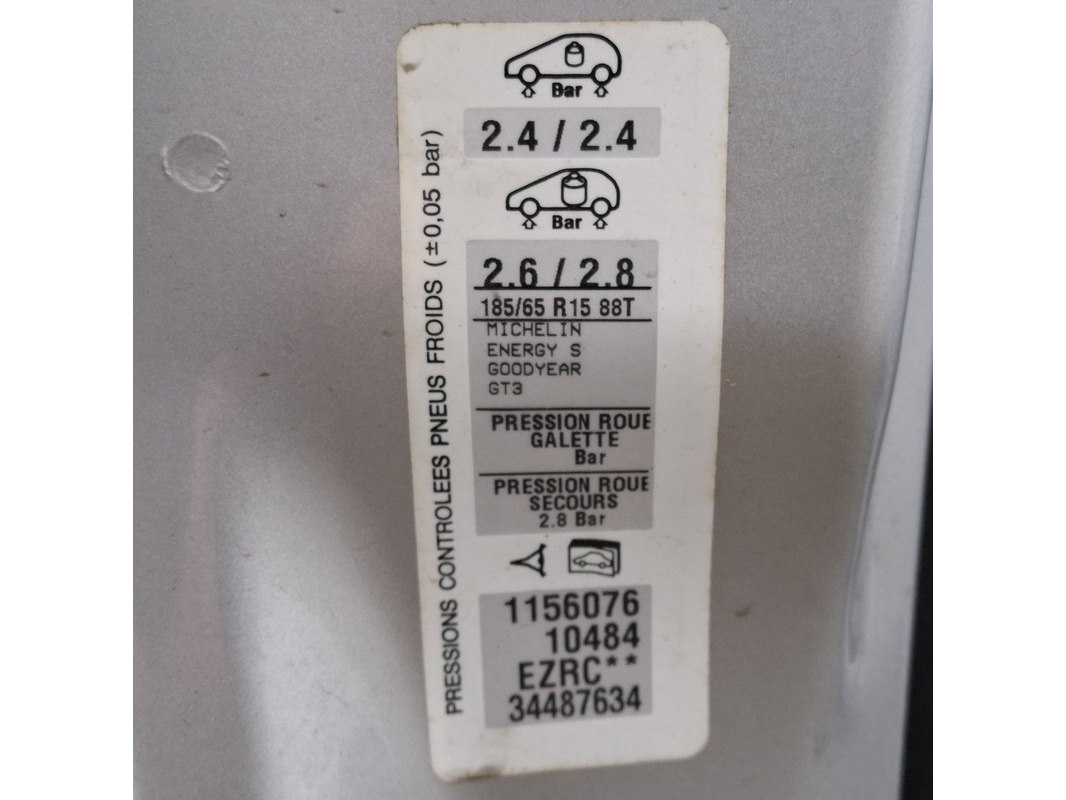 Bar
2.4 / 2.4
Bar
2.6 / 2.8
185/65 R15 88T
MICHELIN
ENERGY S
GOODYEAR
GT3
PRESSION ROUE
GALETTE
Bar
PRESSION ROUE
SECOURS
2.8 Bar
1156076
10484
EZRC**
34487634
PRESSIONS CONTROLEES PNEUS FROIDS (±0,05 bar)